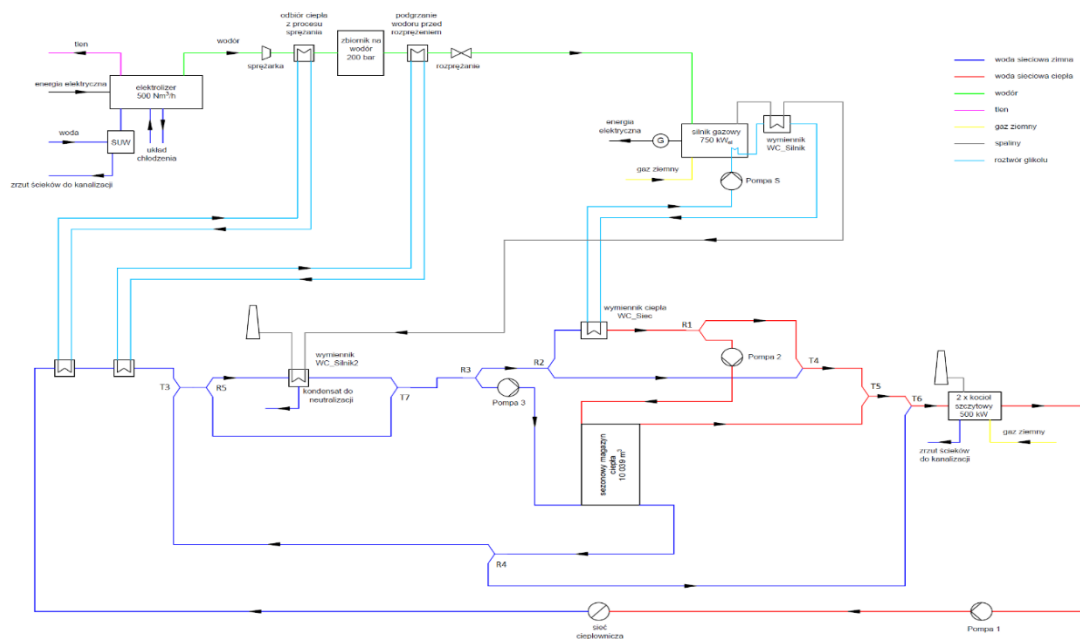 odbiór ciepła
z procesu
sprężania
podgrzanie
wodoru przed
rozprężeniem
tlen
wodór
sprężarka
zbiornik na
wodór
200 bar
rozprężanie
energia elektryczna
elektrolizer
500 Nm³/h
woda
SUW
układ
chłodzenia
zrzut ścieków do kanalizacji
woda sieciowa zimna
woda sieciowa ciepła
wodór
tlen
gaz ziemny
spaliny
roztwór glikolu
energia
elektryczna
G
silnik gazowy
750 kWel
wymiennik
WC_Silnik
gaz ziemny
Pompa S
wymiennik ciepła
WC_Siec
R1
Pompa 2
T4
R2
R3
Pompa 3
T3
R5
wymiennik
WC_Silnik2
kondensat do
neutralizacji
T7
T5
T6
2 x kocioł
szczytowy
500 kW
gaz ziemny
zrzut ścieków
do kanalizacji
sezonowy magazyn
ciepła
10 039 m³
R4
sieć
ciepłownicza
Pompa 1